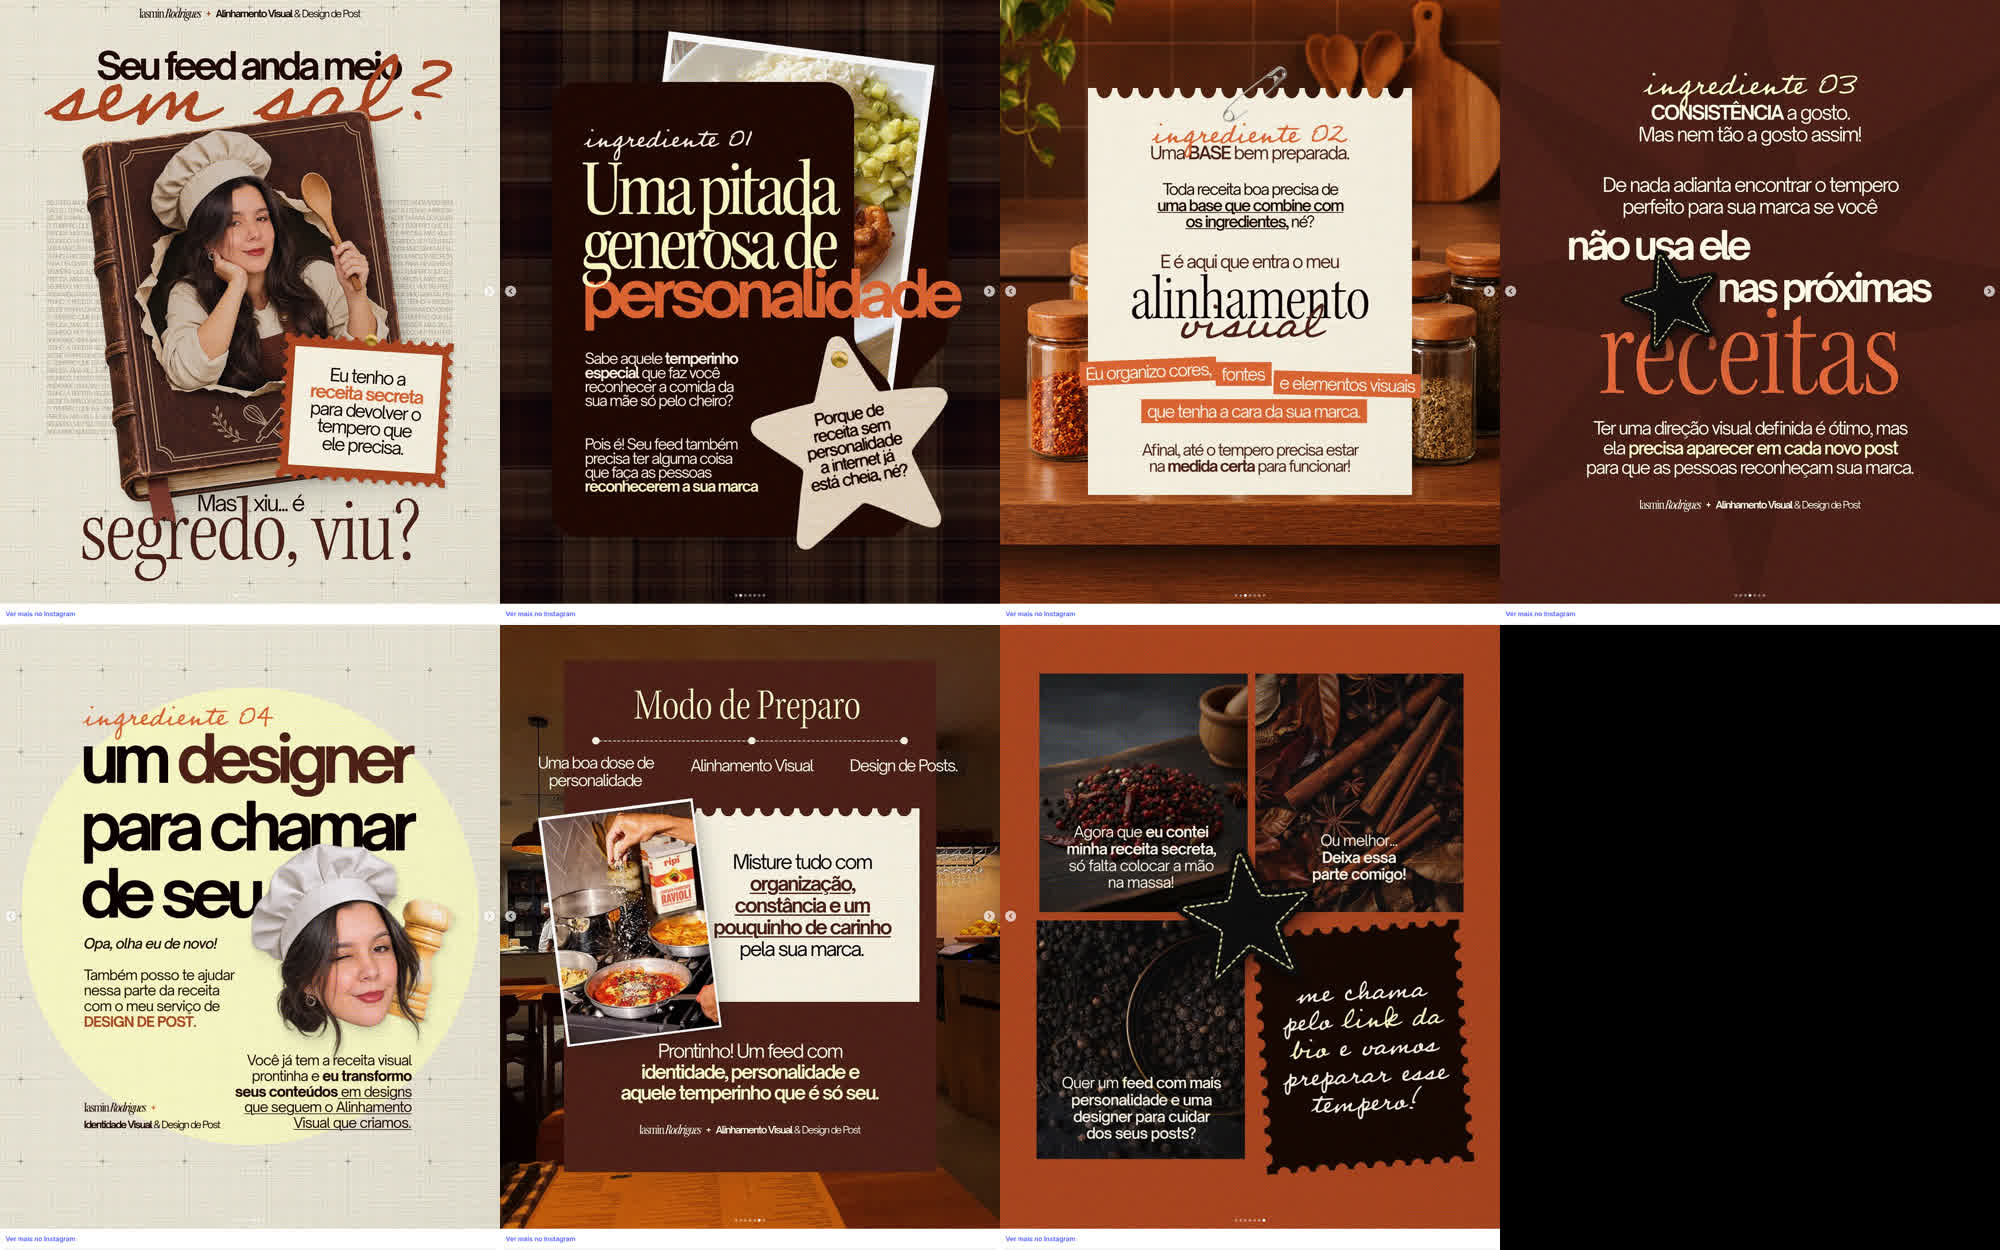 Iasmin Rodrigues + Alinhamento Visual & Design de Post
Seu feed anda meio
sem sal?
Eu tenho a
receita secreta
para devolver o
tempero que
ele precisa.
Mas xiu... é
segredo, viu?
Ver mais no Instagram
ingrediente 01
Uma pitada
generosa de
personalidade
Sabe aquele temperinho
especial que faz você
reconhecer a comida da
sua mãe só pelo cheiro?
Pois é! Seu feed também
precisa ter alguma coisa
que faça as pessoas
reconhecerem a sua marca
Porque de
receita sem
personalidade
a internet já
está cheia, né?
Ver mais no Instagram
ingrediente 02
Uma BASE bem preparada.
Toda receita boa precisa de
uma base que combine com
os ingredientes, né?
E é aqui que entra o meu
alinhamento
visual
Eu organizo cores, fontes e elementos visuais
que tenha a cara da sua marca.
Afinal, até o tempero precisa estar
na medida certa para funcionar!
Ver mais no Instagram
ingrediente 03
CONSISTÊNCIA a gosto.
Mas nem tão a gosto assim!
De nada adianta encontrar o tempero
perfeito para sua marca se você
não usa ele
nas próximas
receitas
Ter uma direção visual definida é ótimo, mas
ela precisa aparecer em cada novo post
para que as pessoas reconheçam sua marca.
Iasmin Rodrigues + Alinhamento Visual & Design de Post
Ver mais no Instagram
ingrediente 04
um designer
para chamar
de seu
Opa, olha eu de novo!
Também posso te ajudar
nessa parte da receita
com o meu serviço de
DESIGN DE POST.
Você já tem a receita visual
prontinha e eu transformo
seus conteúdos em designs
que seguem o Alinhamento
Visual que criamos.
Iasmin Rodrigues +
Identidade Visual & Design de Post
Ver mais no Instagram
Modo de Preparo
Uma boa dose de
personalidade
Alinhamento Visual
Design de Posts.
ripi
RAVIOLI
Misture tudo com
organização,
constância e um
pouquinho de carinho
pela sua marca.
Prontinho! Um feed com
identidade, personalidade e
aquele temperinho que é só seu.
Iasmin Rodrigues + Alinhamento Visual & Design de Post
Ver mais no Instagram
Agora que eu contei
minha receita secreta,
só falta colocar a mão
na massa!
Ou melhor...
Deixa essa
parte comigo!
Quer um feed com mais
personalidade e uma
designer para cuidar
dos seus posts?
me chama
pelo link da
bio e vamos
preparar esse
tempero!
Ver mais no Instagram